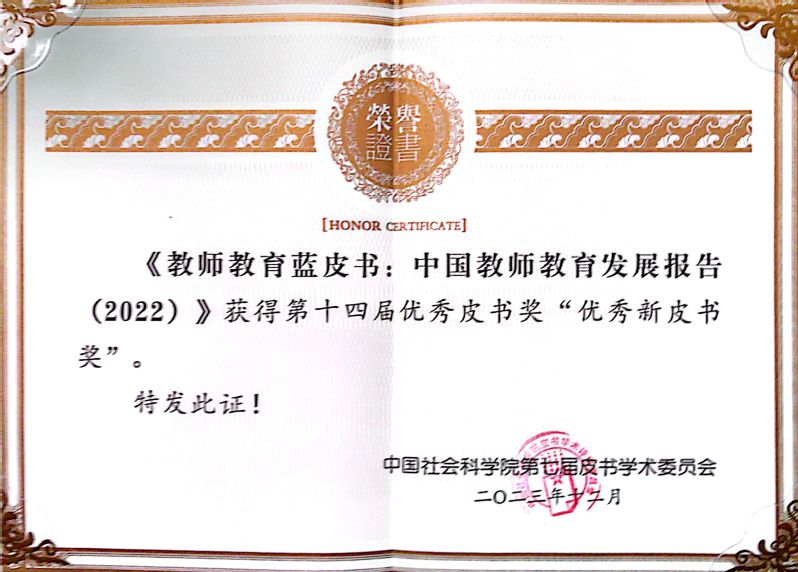 榮譽
證書
[HONOR CERTIFICATE]
《教师教育蓝皮书：中国教师教育发展报告
（2022）》获得第十四届优秀皮书奖“优秀新皮书
奖”。
特发此证！
中国社会科学院第七届皮书学术委员会
二〇二三年十二月